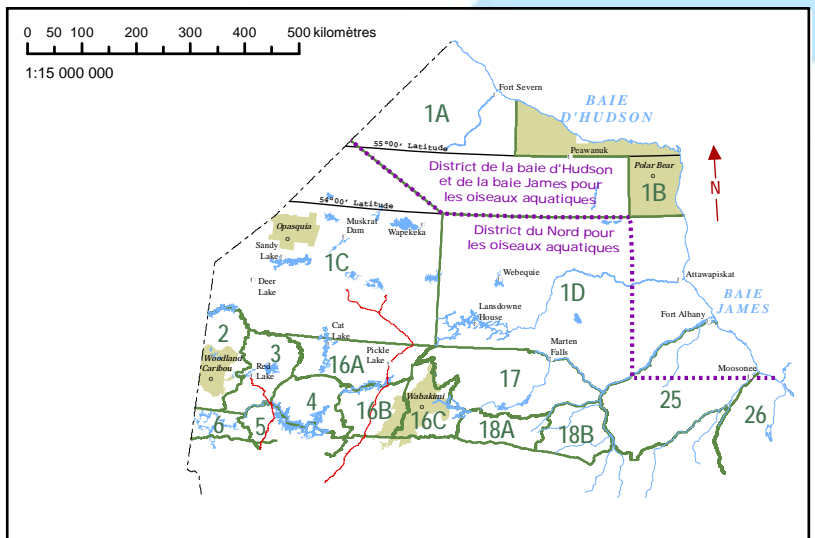 0 50 100 200 300 400 500 kilomètres
1:15 000 000
Fort Severn
BAIE
D'HUDSON
1A
55°00' Latitude
Peawanuk
District de la baie d'Hudson
et de la baie James pour
les oiseaux aquatiques
Polar Bear
1B
N
54°00' Latitude
Opasquia
Muskrat
Dam
Wapekeka
District du Nord pour
les oiseaux aquatiques
Sandy
Lake
1C
Deer
Lake
Webequie
1D
Attawapiskat
BAIE
JAMES
Lansdowne
House
Fort Albany
2
Cat
Lake
3
16A
Pickle
Lake
Marten
Falls
Woodland
Caribou
Red
Lake
17
Moosonee
4
16B
Wabakimi
16C
25
26
6
5
18A
18B